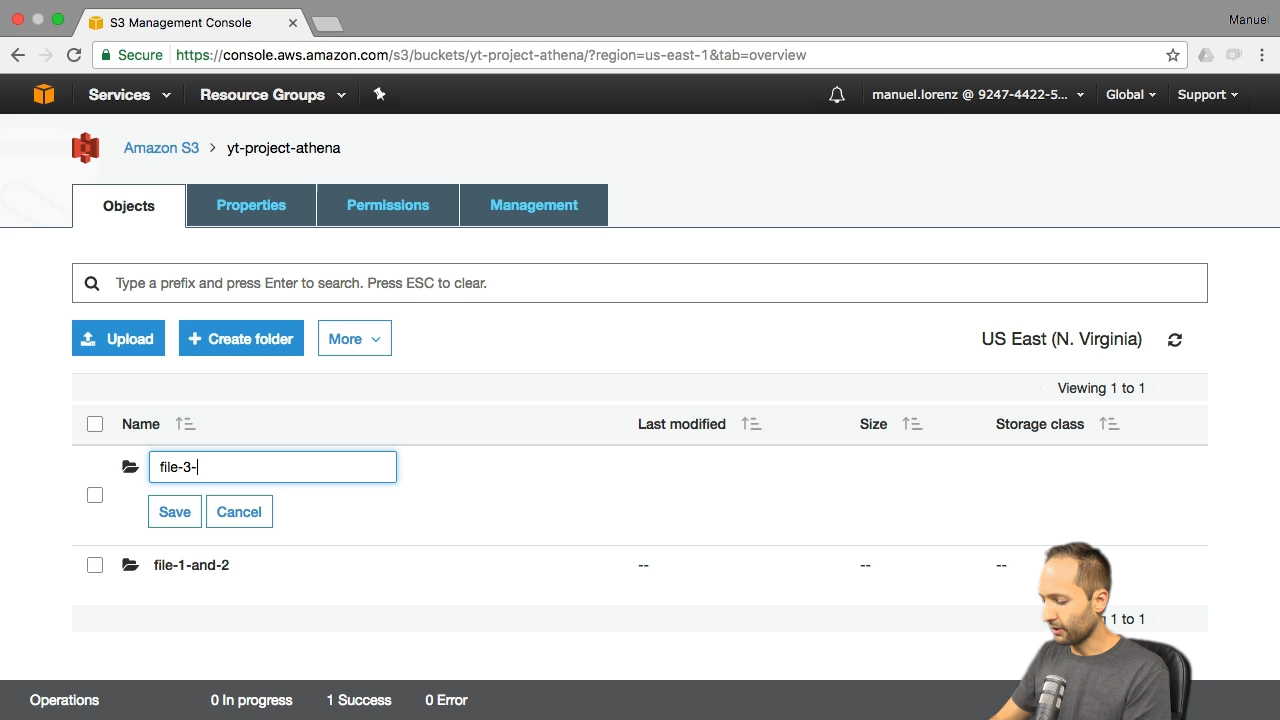 S3 Management Console
Manuel
Secure https://console.aws.amazon.com/s3/buckets/yt-project-athena/?region=us-east-1&tab=overview
Services Resource Groups manuel.lorenz @ 9247-4422-5... Global Support
Amazon S3 > yt-project-athena
Objects Properties Permissions Management
Type a prefix and press Enter to search. Press ESC to clear.
Upload + Create folder More US East (N. Virginia)
Viewing 1 to 1
Name Last modified Size Storage class
file-3-
Save Cancel
file-1-and-2 -- -- --
1 to 1
Operations 0 In progress 1 Success 0 Error